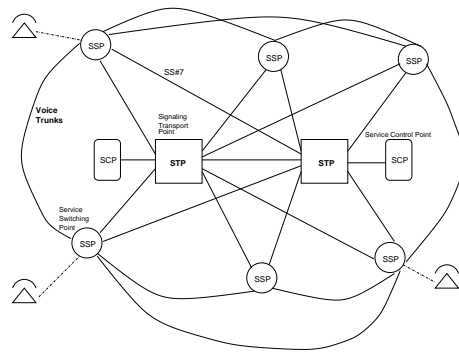 SSP
SSP
SSP
SS#7
Voice
Trunks
Signaling
Transport
Point
Service Control Point
SCP
STP
STP
SCP
Service
Switching
Point
SSP
SSP
SSP